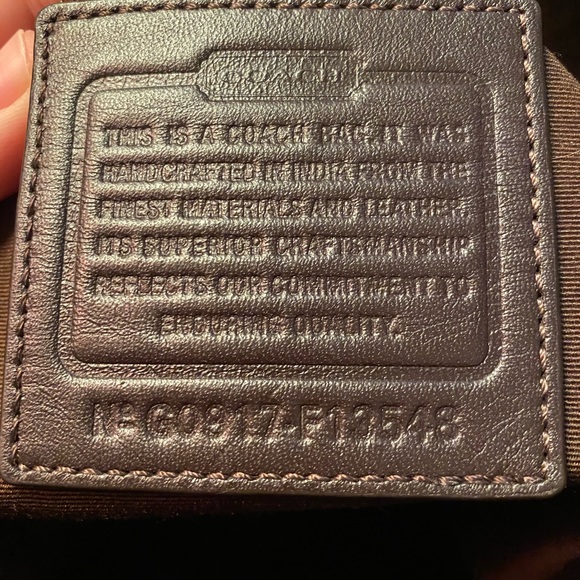 COACH
THIS IS A COACH BAG. IT WAS
HANDCRAFTED IN INDIA FROM THE
FINEST MATERIALS AND LEATHER.
ITS SUPERIOR CRAFTSMANSHIP
REFLECTS OUR COMMITMENT TO
ENDURING QUALITY.
No G0917-F12548